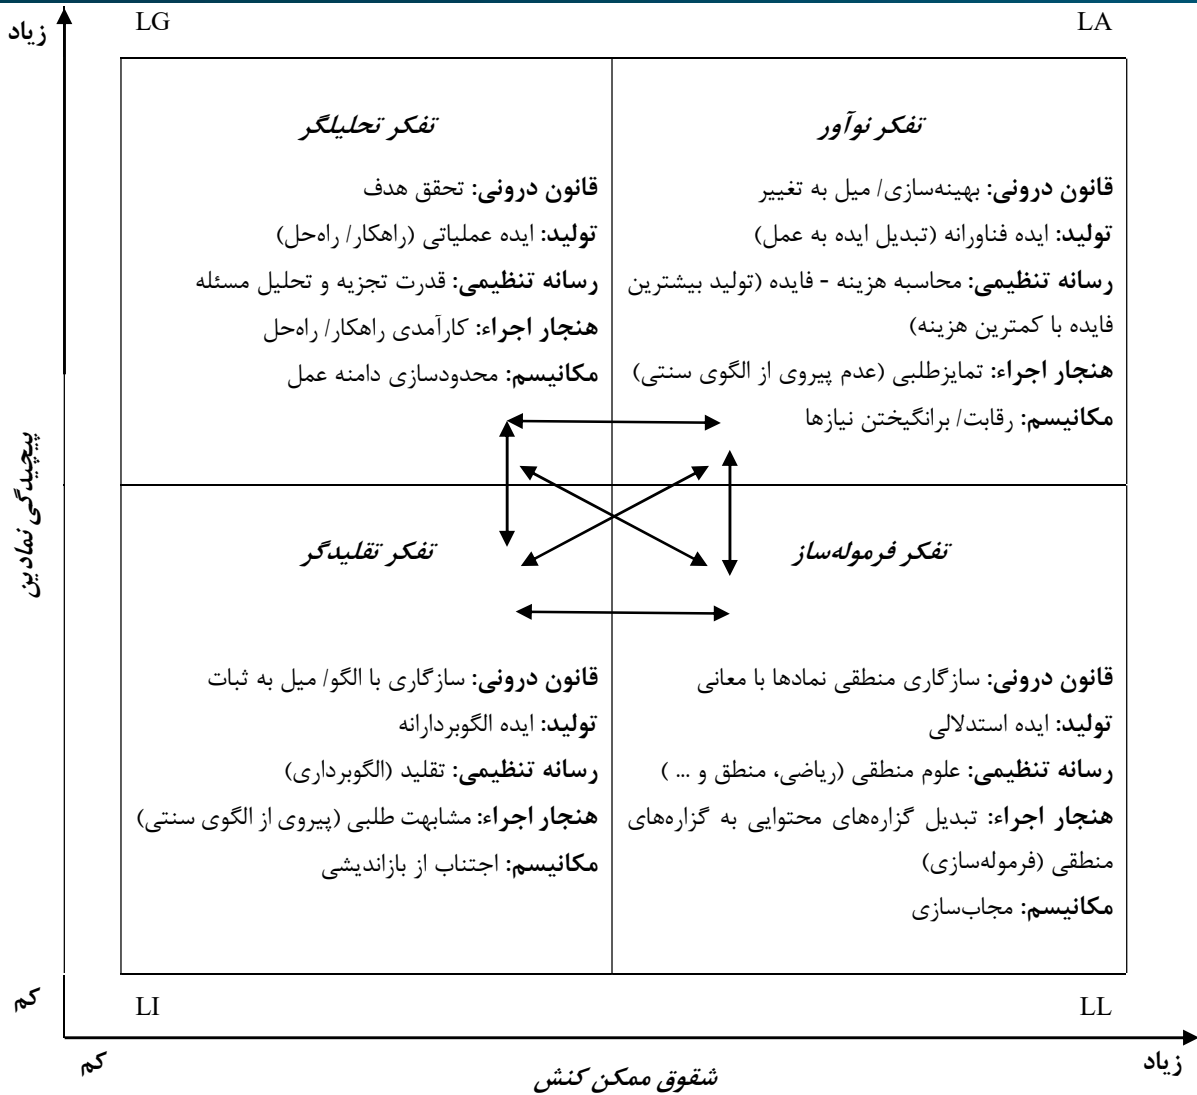 زیاد
LG
LA
تفکر تحلیلگر
قانون درونی: تحقق هدف
تولید: ایده عملیاتی (راهکار/ راه‌حل)
رسانه تنظیمی: قدرت تجزیه و تحلیل مسئله
هنجار اجراء: کارآمدی راهکار/ راه‌حل
مکانیسم: محدودسازی دامنه عمل
تفکر نوآور
قانون درونی: بهینه‌سازی/ میل به تغییر
تولید: ایده فناورانه (تبدیل ایده به عمل)
رسانه تنظیمی: محاسبه هزینه - فایده (تولید بیشترین
فایده با کمترین هزینه)
هنجار اجراء: تمایزطلبی (عدم پیروی از الگوی سنتی)
مکانیسم: رقابت/ برانگیختن نیازها
پیچیدگی نمادین
تفکر تقلیدگر
قانون درونی: سازگاری با الگو/ میل به ثبات
تولید: ایده الگوبردارانه
رسانه تنظیمی: تقلید (الگوبرداری)
هنجار اجراء: مشابهت طلبی (پیروی از الگوی سنتی)
مکانیسم: اجتناب از بازاندیشی
تفکر فرموله‌ساز
قانون درونی: سازگاری منطقی نمادها با معانی
تولید: ایده استدلالی
رسانه تنظیمی: علوم منطقی (ریاضی، منطق و ... )
هنجار اجراء: تبدیل گزاره‌های محتوایی به گزاره‌های
منطقی (فرموله‌سازی)
مکانیسم: مجاب‌سازی
کم
LI
LL
کم
شقوق ممکن کنش
زیاد